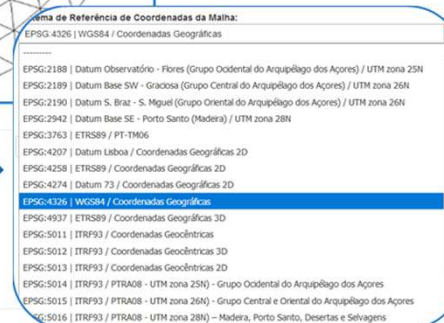 ema de Referência de Coordenadas da Malha:
EPSG:4326 | WGS84 / Coordenadas Geográficas
---------
EPSG:2188 | Datum Observatório - Flores (Grupo Ocidental do Arquipélago dos Açores) / UTM zona 25N
EPSG:2189 | Datum Base SW - Graciosa (Grupo Central do Arquipélago dos Açores) / UTM zona 26N
EPSG:2190 | Datum S. Braz - S. Miguel (Grupo Oriental do Arquipélago dos Açores) / UTM zona 26N
EPSG:2942 | Datum Base SE - Porto Santo (Madeira) / UTM zona 28N
EPSG:3763 | ETRS89 / PT-TM06
EPSG:4207 | Datum Lisboa / Coordenadas Geográficas 2D
EPSG:4258 | ETRS89 / Coordenadas Geográficas 2D
EPSG:4274 | Datum 73 / Coordenadas Geográficas 2D
EPSG:4326 | WGS84 / Coordenadas Geográficas
EPSG:4937 | ETRS89 / Coordenadas Geográficas 3D
EPSG:5011 | ITRF93 / Coordenadas Geocêntricas
EPSG:5012 | ITRF93 / Coordenadas Geocêntricas 3D
EPSG:5013 | ITRF93 / Coordenadas Geocêntricas 2D
EPSG:5014 | ITRF93 / PTRA08 - UTM zona 25N) - Grupo Ocidental do Arquipélago dos Açores
EPSG:5015 | ITRF93 / PTRA08 - UTM zona 26N) - Grupo Central e Oriental do Arquipélago dos Açores
EPSG:5016 | ITRF93 / PTRA08 - UTM zona 28N) – Madeira, Porto Santo, Desertas e Selvagens